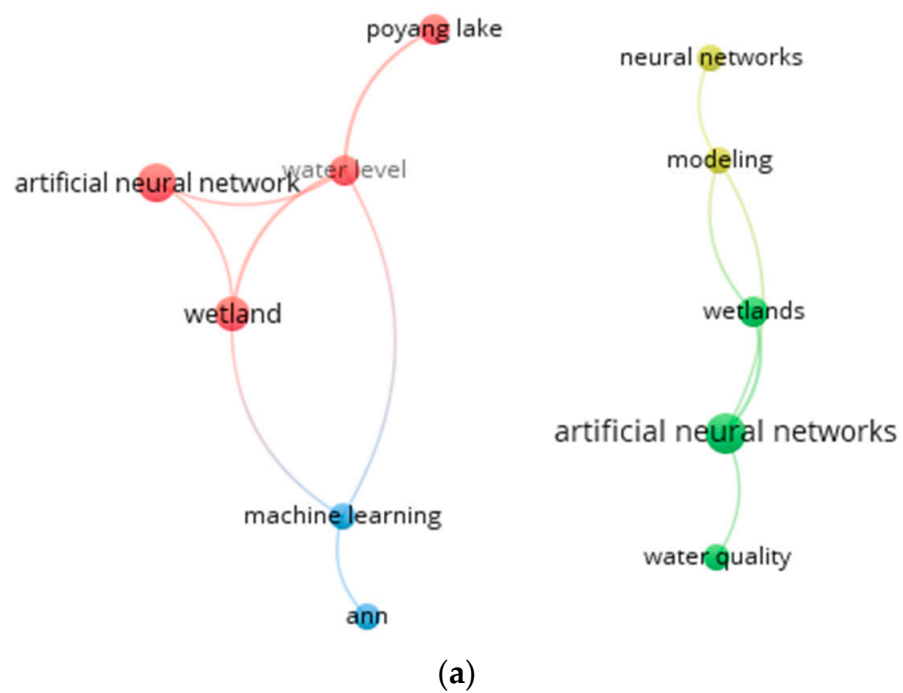 poyang lake
neural networks
modeling
water level
artificial neural network
wetland
wetlands
artificial neural networks
machine learning
water quality
ann
(a)